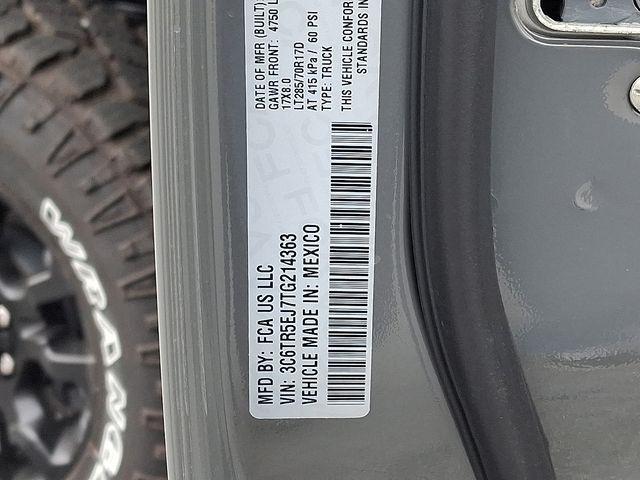 DATE OF MFR (BUILT)
GAWR FRONT: 4750 L
17X8.0
LT285/70R17D
AT 415 kPa / 60 PSI
TYPE: TRUCK
THIS VEHICLE CONFOR
STANDARDS IN
MFD BY: FCA US LLC
VIN: 3C6TR5EJ7TG214363
VEHICLE MADE IN: MEXICO
WRANG